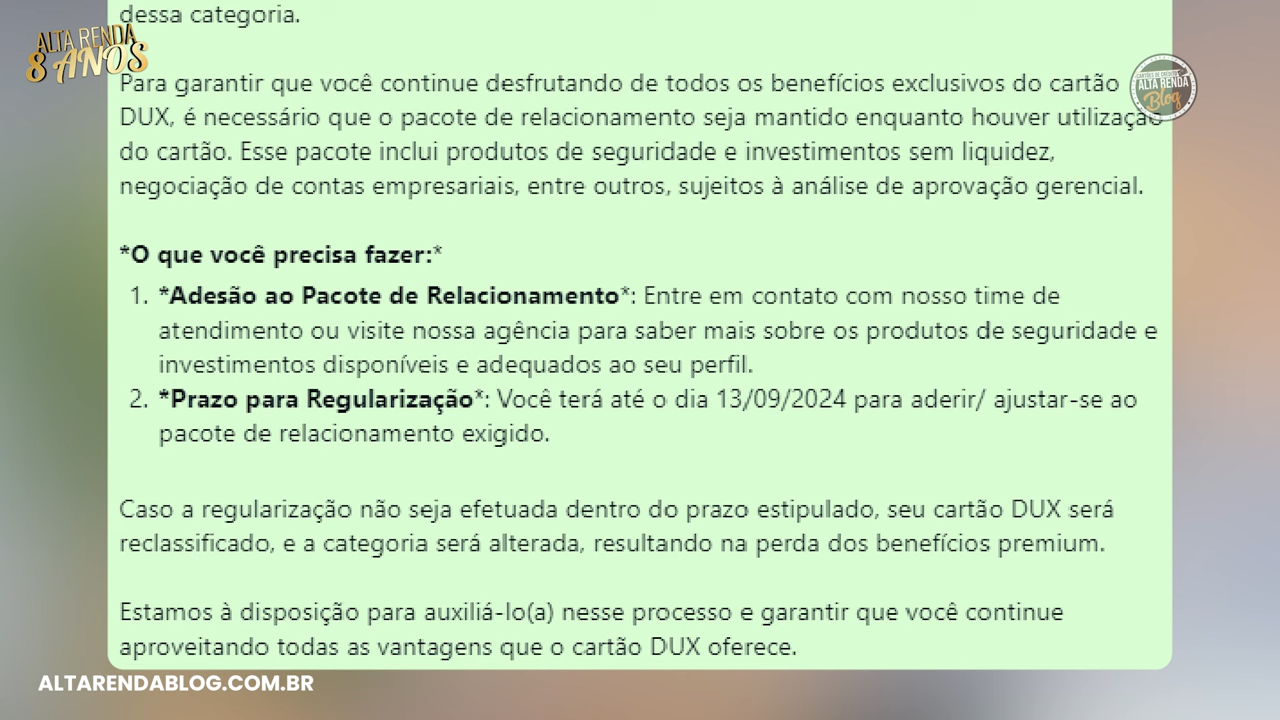 dessa categoria.
ALTA RENDA
8 ANOS
Para garantir que você continue desfrutando de todos os benefícios exclusivos do cartão
DUX, é necessário que o pacote de relacionamento seja mantido enquanto houver utilização
do cartão. Esse pacote inclui produtos de seguridade e investimentos sem liquidez,
negociação de contas empresariais, entre outros, sujeitos à análise de aprovação gerencial.
ALTA RENDA
Blog
*O que você precisa fazer:*
1. *Adesão ao Pacote de Relacionamento*: Entre em contato com nosso time de
atendimento ou visite nossa agência para saber mais sobre os produtos de seguridade e
investimentos disponíveis e adequados ao seu perfil.
2. *Prazo para Regularização*: Você terá até o dia 13/09/2024 para aderir/ ajustar-se ao
pacote de relacionamento exigido.
Caso a regularização não seja efetuada dentro do prazo estipulado, seu cartão DUX será
reclassificado, e a categoria será alterada, resultando na perda dos benefícios premium.
Estamos à disposição para auxiliá-lo(a) nesse processo e garantir que você continue
aproveitando todas as vantagens que o cartão DUX oferece.
ALTARENDABLOG.COM.BR